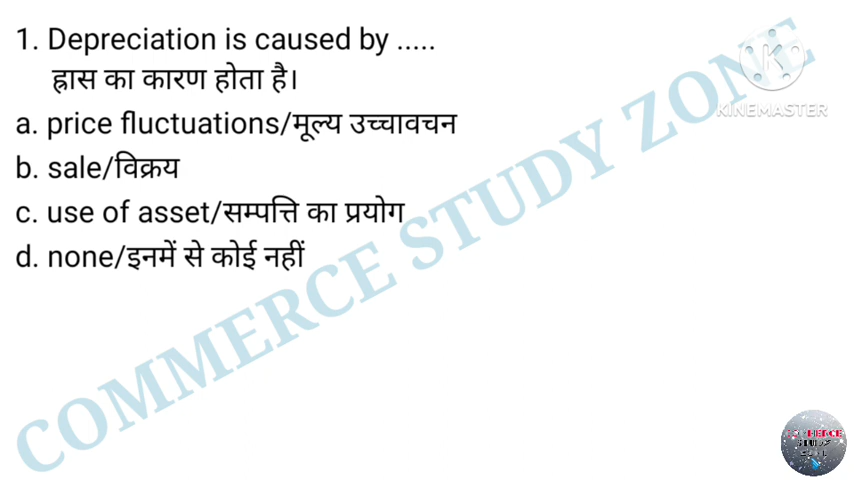 1. Depreciation is caused by .....
ह्रास का कारण होता है।
a. price fluctuations/मूल्य उच्चावचन
b. sale/विक्रय
c. use of asset/सम्पत्ति का प्रयोग
d. none/इनमें से कोई नहीं
COMMERCE STUDY ZONE
K
KINEMASTER